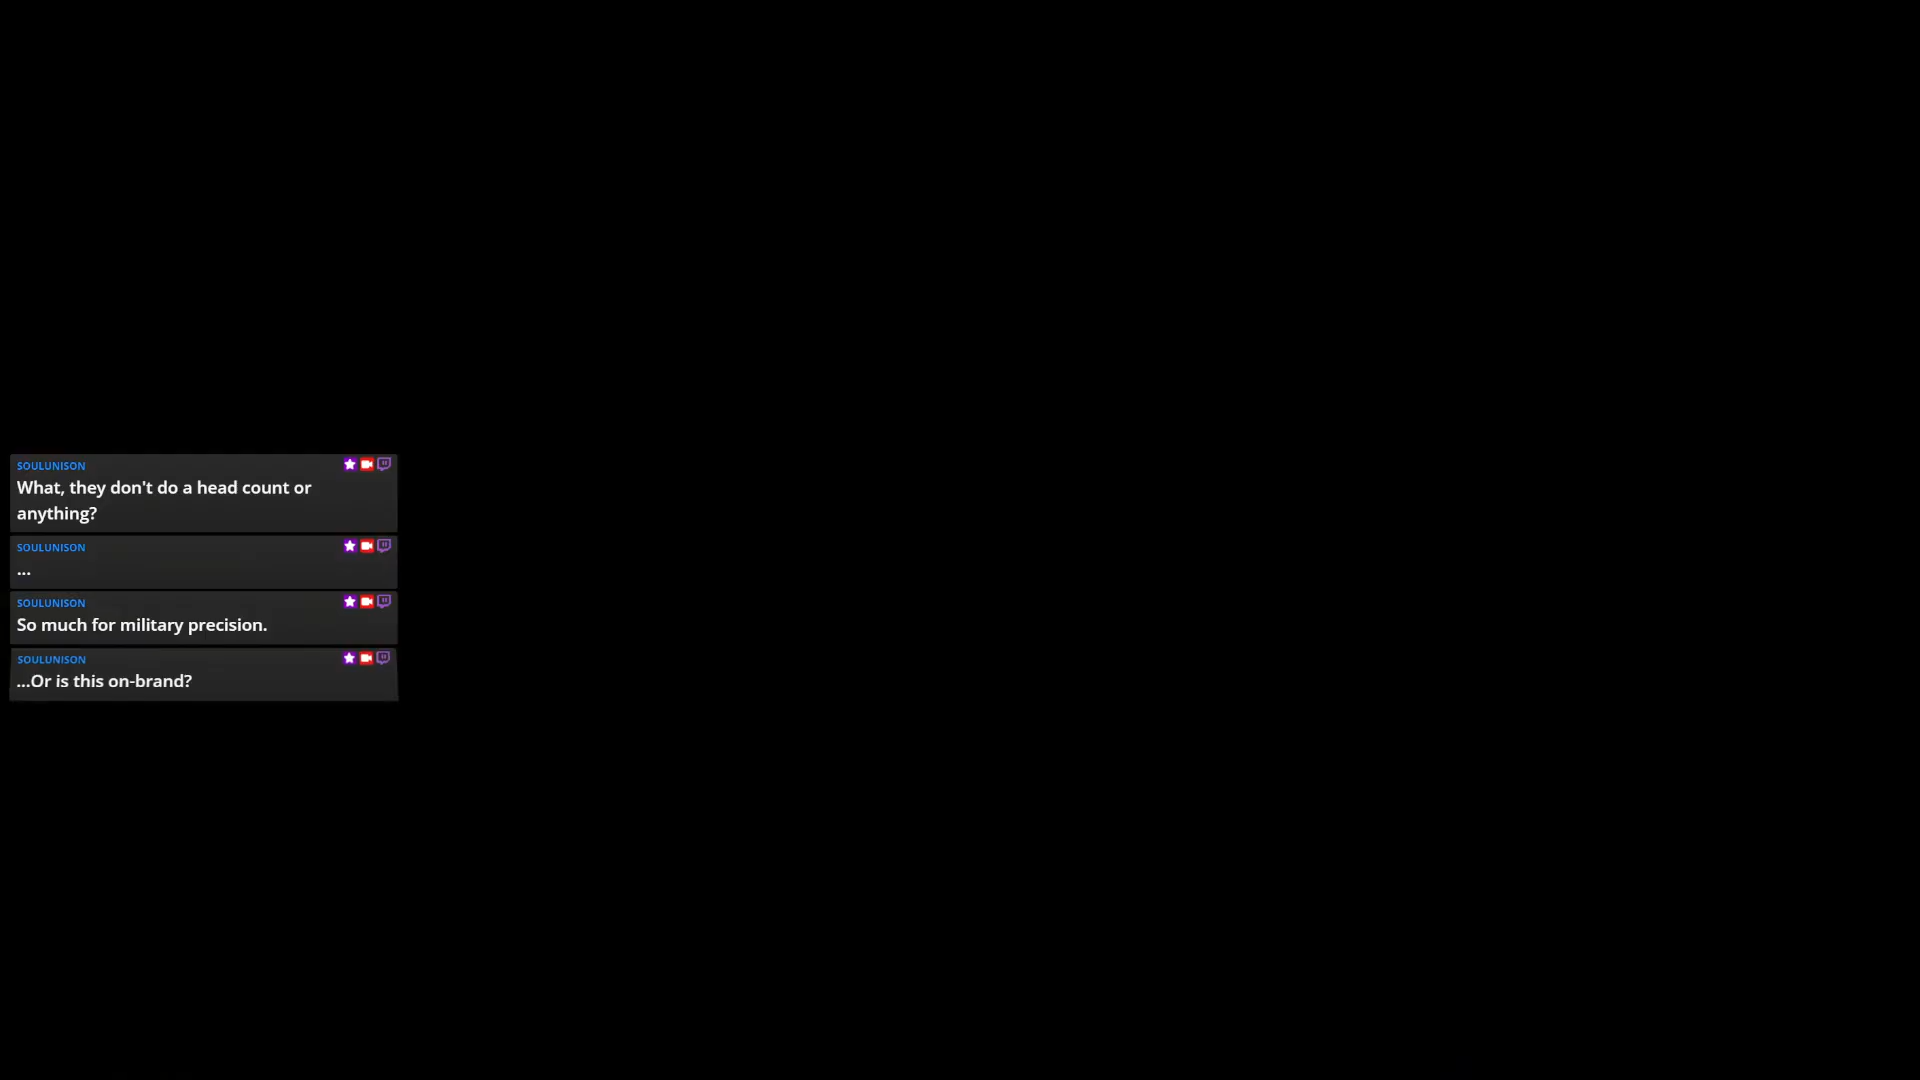 SOULUNISON
What, they don't do a head count or
anything?
SOULUNISON
...
SOULUNISON
So much for military precision.
SOULUNISON
...Or is this on-brand?